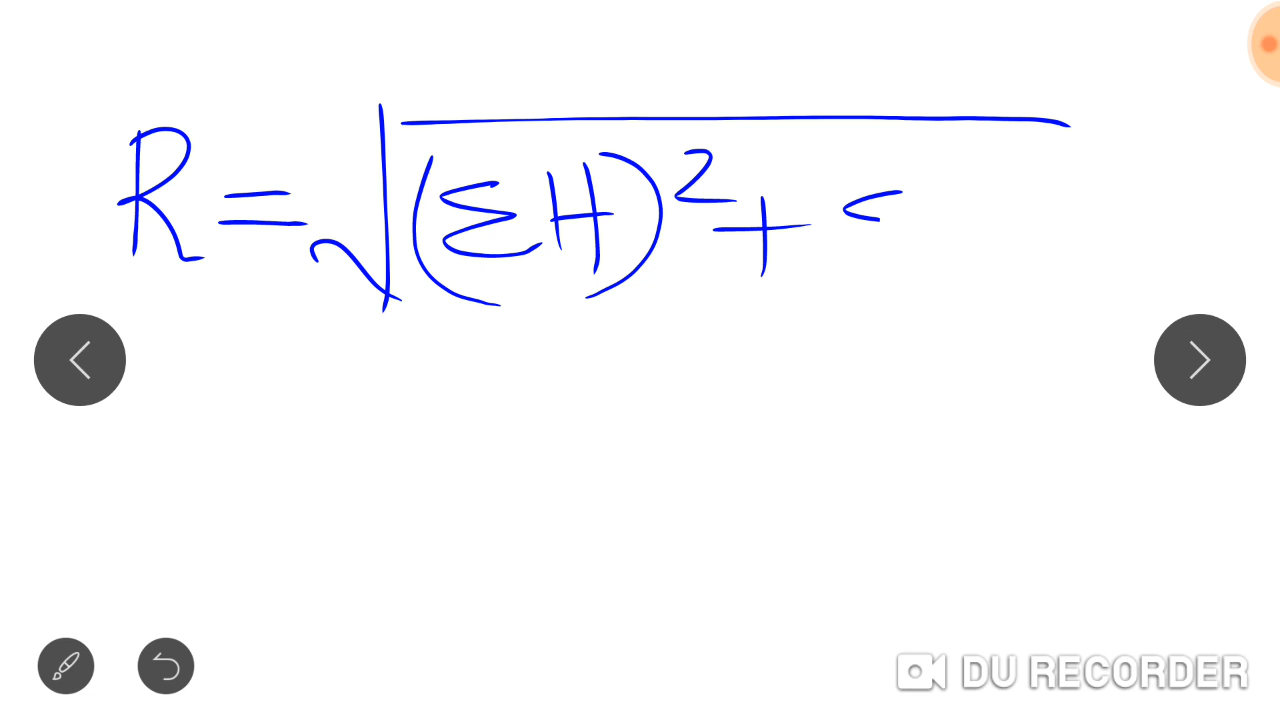 R = √(ΣH)² +
DU RECORDER